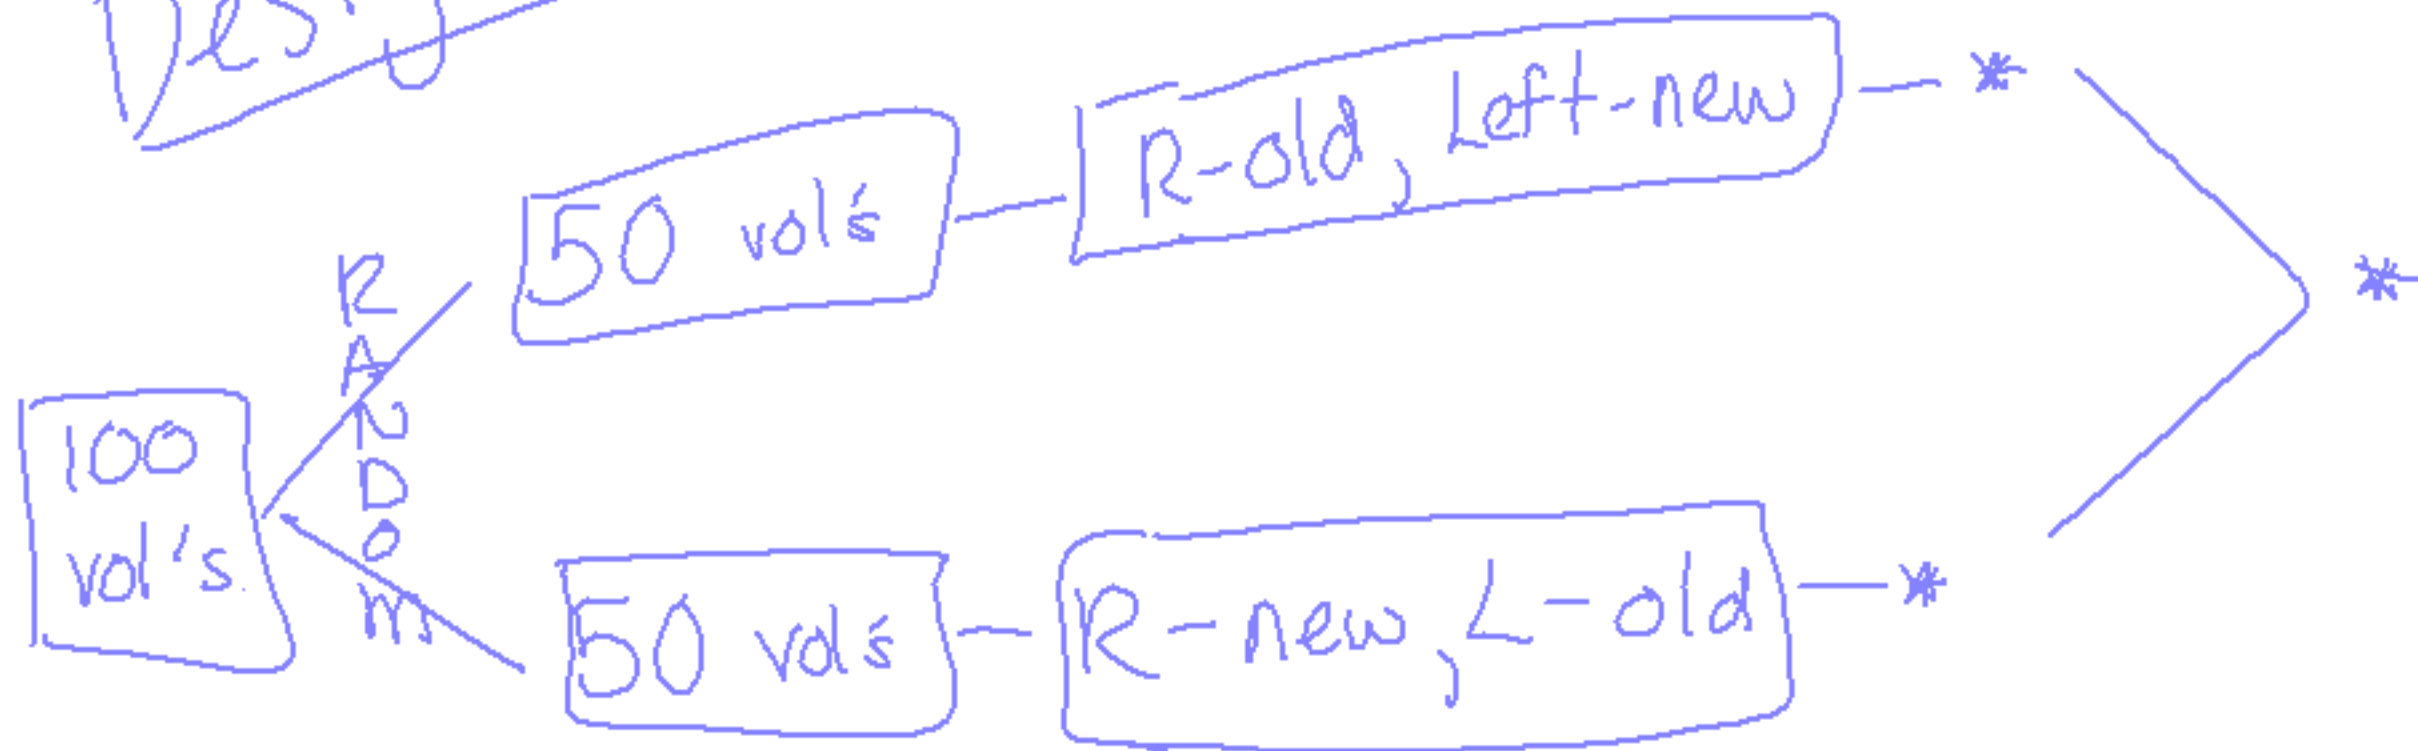 R-old, Left-new
50 vol's
RANDOM
100
vol's.
50 vol's
R-new, L-old